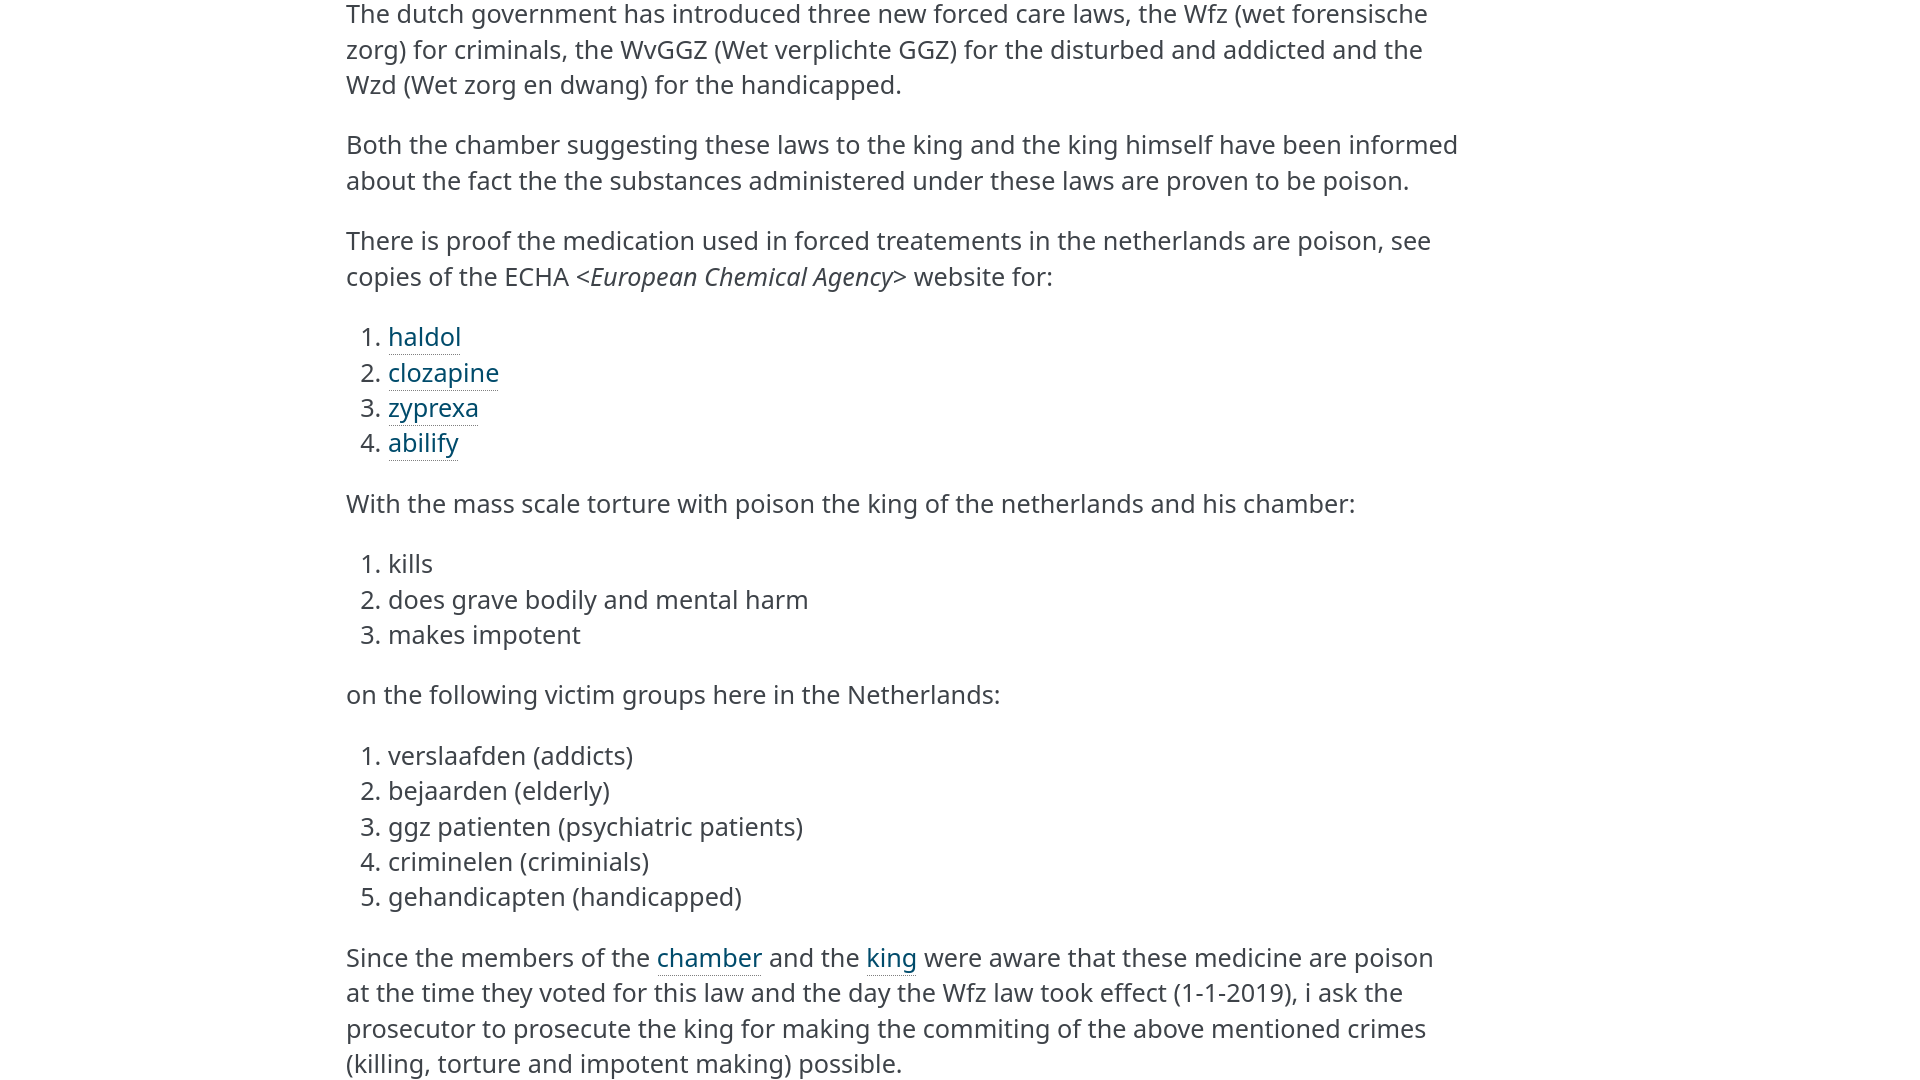 The dutch government has introduced three new forced care laws, the Wfz (wet forensische
zorg) for criminals, the WvGGZ (Wet verplichte GGZ) for the disturbed and addicted and the
Wzd (Wet zorg en dwang) for the handicapped.
Both the chamber suggesting these laws to the king and the king himself have been informed
about the fact the the substances administered under these laws are proven to be poison.
There is proof the medication used in forced treatements in the netherlands are poison, see
copies of the ECHA <European Chemical Agency> website for:
1. haldol
2. clozapine
3. zyprexa
4. abilify
With the mass scale torture with poison the king of the netherlands and his chamber:
1. kills
2. does grave bodily and mental harm
3. makes impotent
on the following victim groups here in the Netherlands:
1. verslaafden (addicts)
2. bejaarden (elderly)
3. ggz patienten (psychiatric patients)
4. criminelen (criminials)
5. gehandicapten (handicapped)
Since the members of the chamber and the king were aware that these medicine are poison
at the time they voted for this law and the day the Wfz law took effect (1-1-2019), i ask the
prosecutor to prosecute the king for making the commiting of the above mentioned crimes
(killing, torture and impotent making) possible.